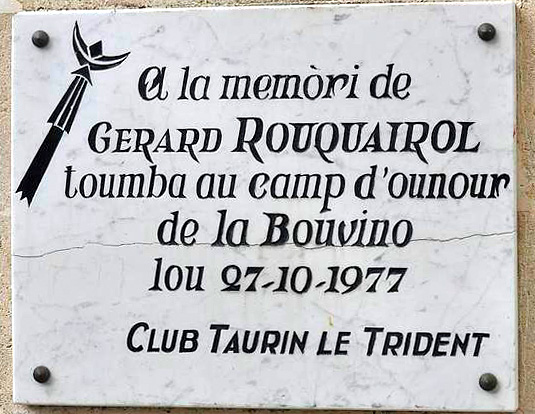 A la memòri de
GERARD ROUQUAIROL
toumba au camp d'ounour
de la Bouvino
lou 27-10-1977
CLUB TAURIN LE TRIDENT